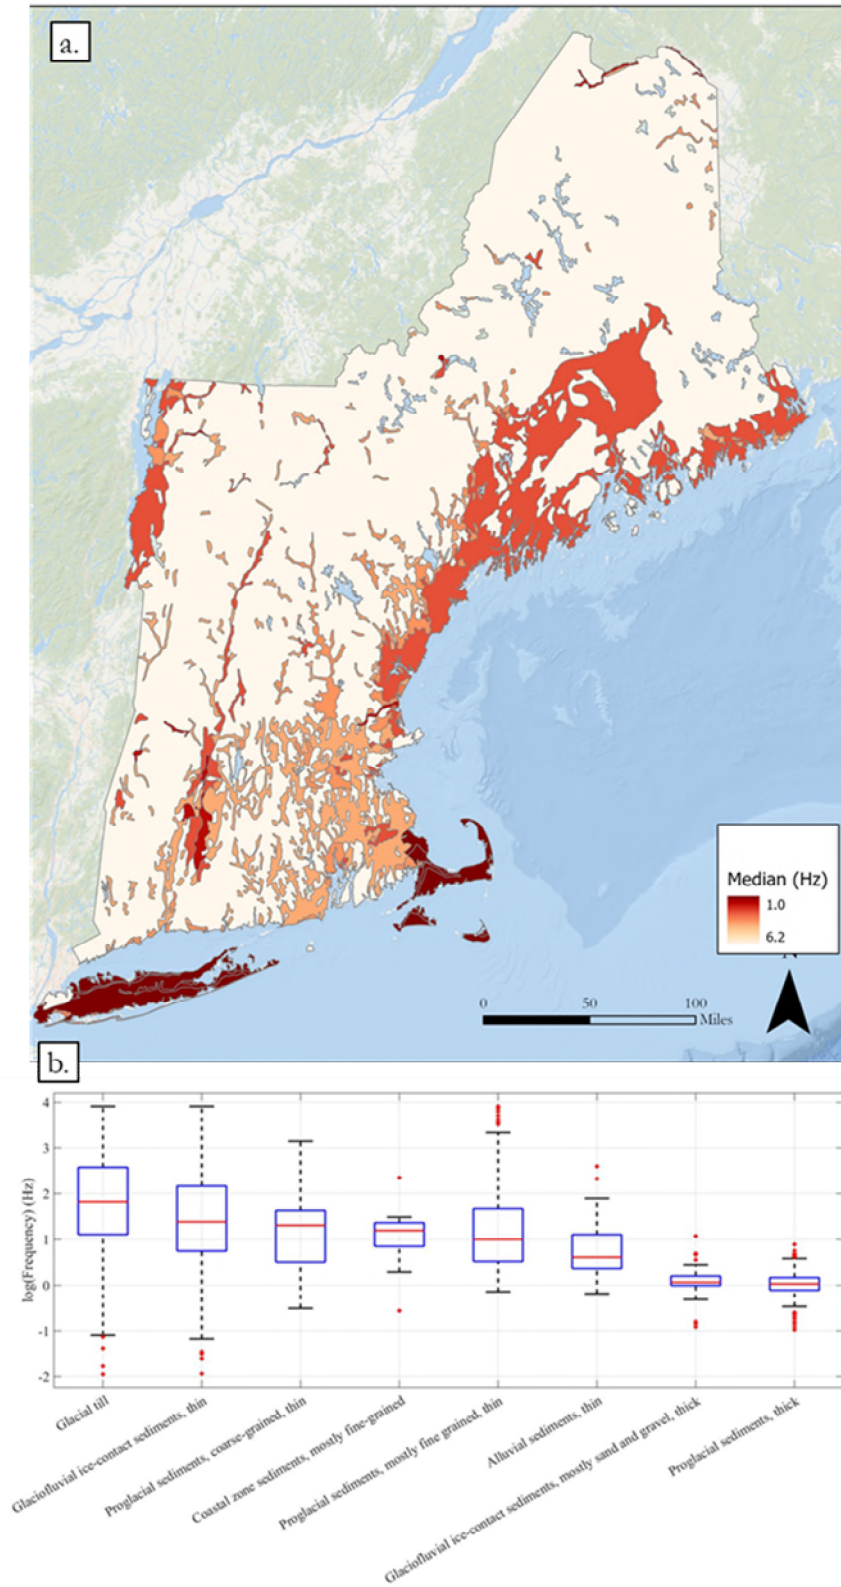 a.
Median (Hz)
1.0
6.2
0
50
100
Miles
b.
log(Frequency) (Hz)
4
3
2
1
0
-1
-2
Glacial till
Glaciofluvial ice-contact sediments, thin
Proglacial sediments, coarse-grained, thin
Coastal zone sediments, mostly fine-grained
Proglacial sediments, mostly fine grained, thin
Alluvial sediments, thin
Glaciofluvial ice-contact sediments, mostly sand and gravel, thick
Proglacial sediments, thick